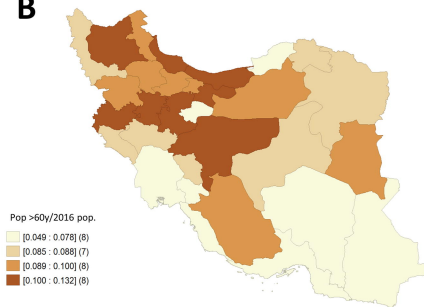 B
Pop >60y/2016 pop.
[0.049 : 0.078] (8)
[0.085 : 0.088] (7)
[0.089 : 0.100] (8)
[0.100 : 0.132] (8)